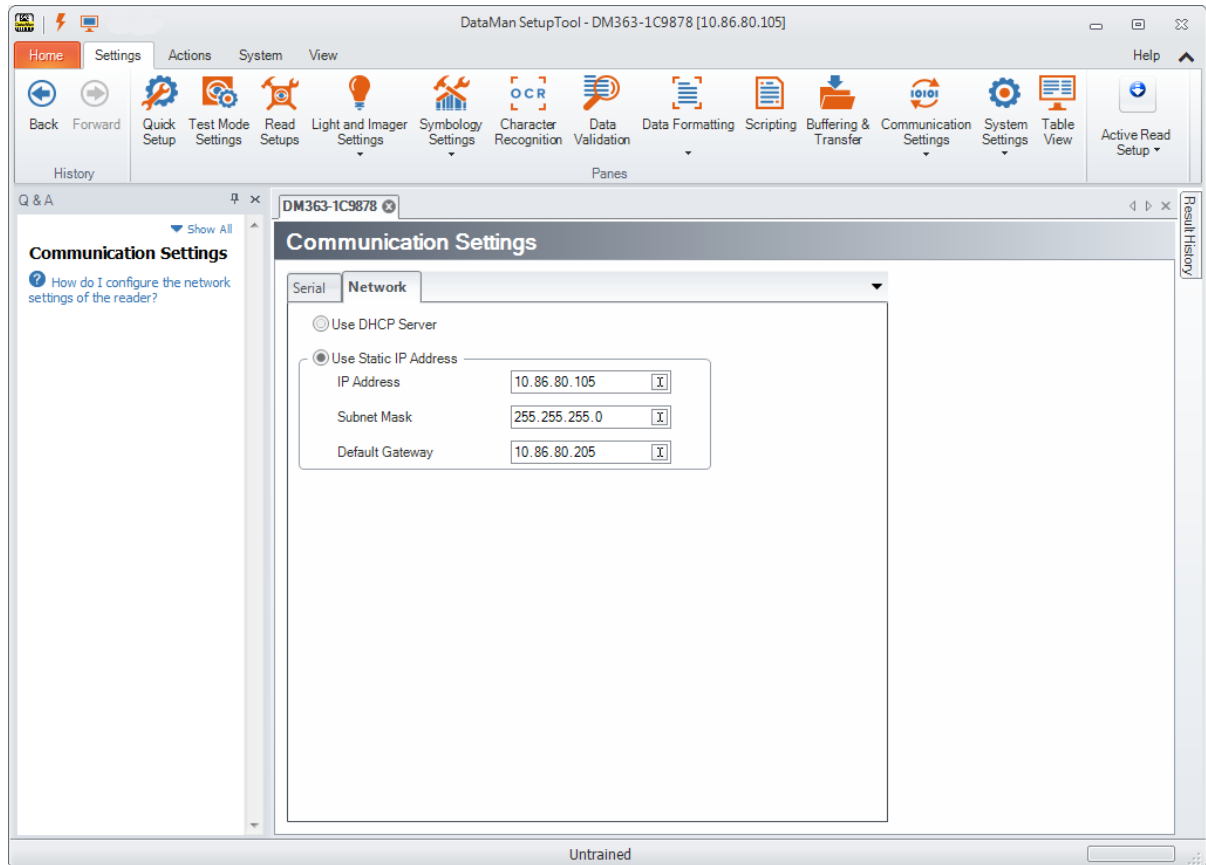 DataMan SetupTool - DM363-1C9878 [10.86.80.105]
Home Settings Actions System View Help
Back Forward Quick Setup Test Mode Settings Read Setups Light and Imager Settings Symbology Settings OCR Character Recognition Data Validation Data Formatting Scripting Buffering & Transfer 10101 Communication Settings System Settings Table View Active Read Setup
History Panes
Q & A
Show All
Communication Settings
How do I configure the network
settings of the reader?
DM363-1C9878
Communication Settings
Serial Network
Use DHCP Server
Use Static IP Address
IP Address 10.86.80.105
Subnet Mask 255.255.255.0
Default Gateway 10.86.80.205
Result History
Untrained